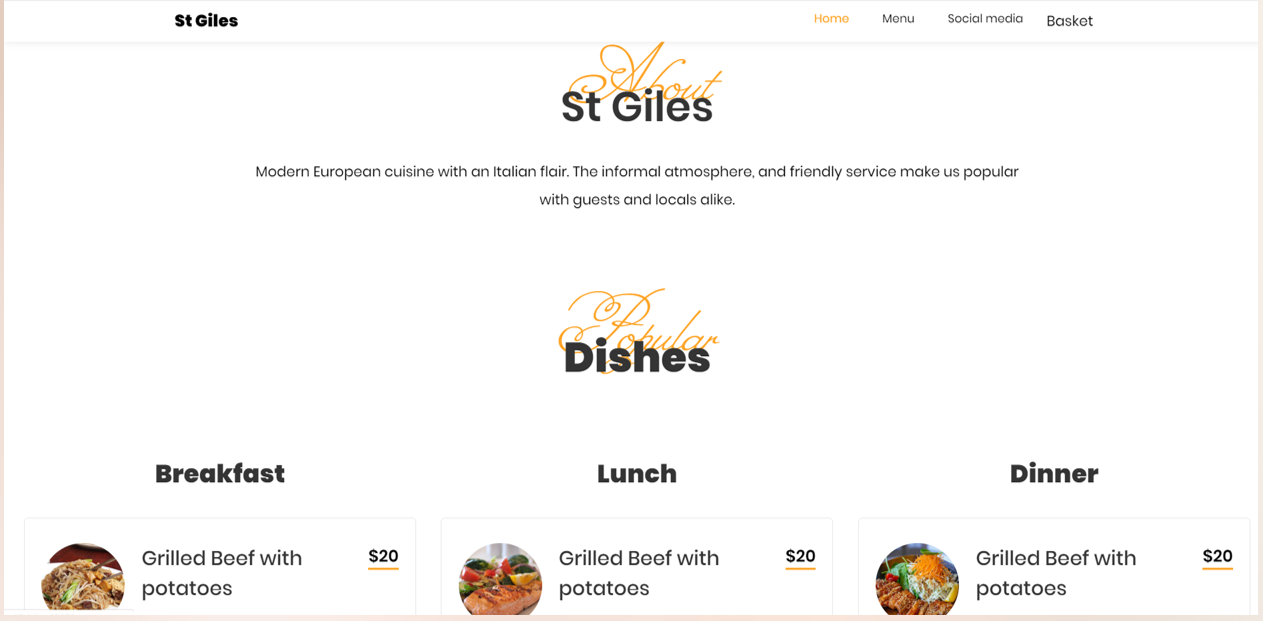 St Giles
Home Menu Social media Basket
About
St Giles
Modern European cuisine with an Italian flair. The informal atmosphere, and friendly service make us popular
with guests and locals alike.
Popular
Dishes
Breakfast
Lunch
Dinner
Grilled Beef with
potatoes
$20
Grilled Beef with
potatoes
$20
Grilled Beef with
potatoes
$20